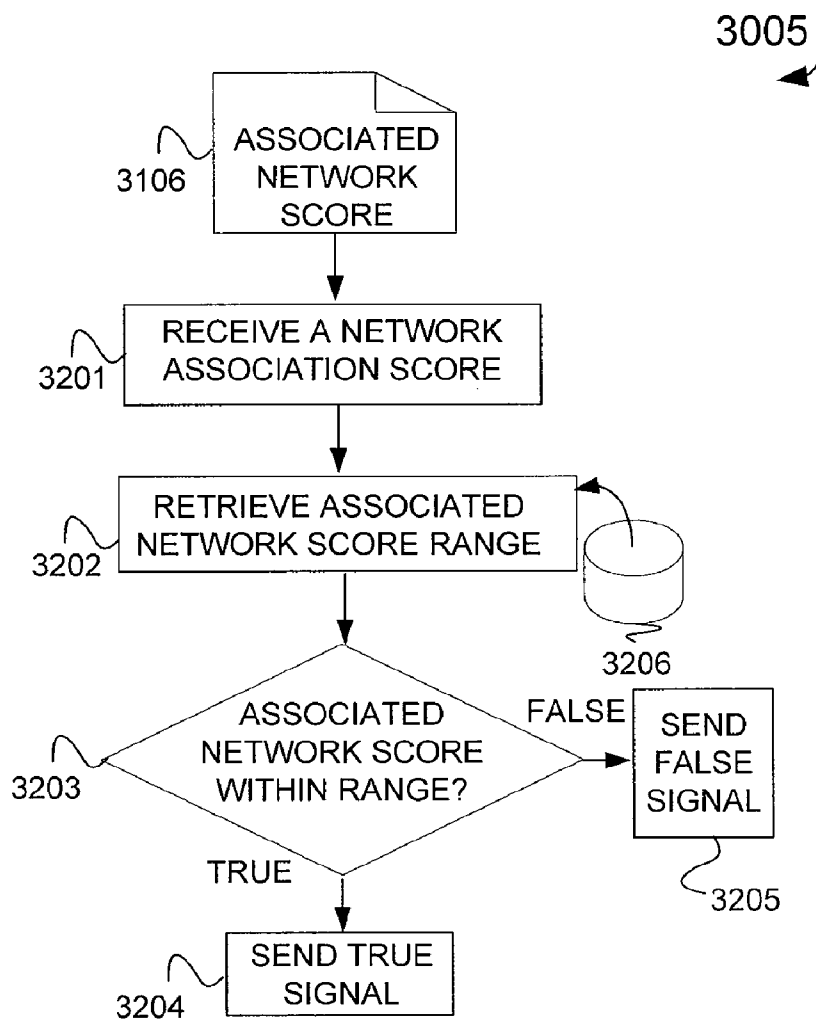 3005
ASSOCIATED
NETWORK
SCORE
3106
RECEIVE A NETWORK
ASSOCIATION SCORE
3201
RETRIEVE ASSOCIATED
NETWORK SCORE RANGE
3202
3206
ASSOCIATED
NETWORK SCORE
WITHIN RANGE?
3203
FALSE
SEND
FALSE
SIGNAL
3205
TRUE
SEND TRUE
SIGNAL
3204